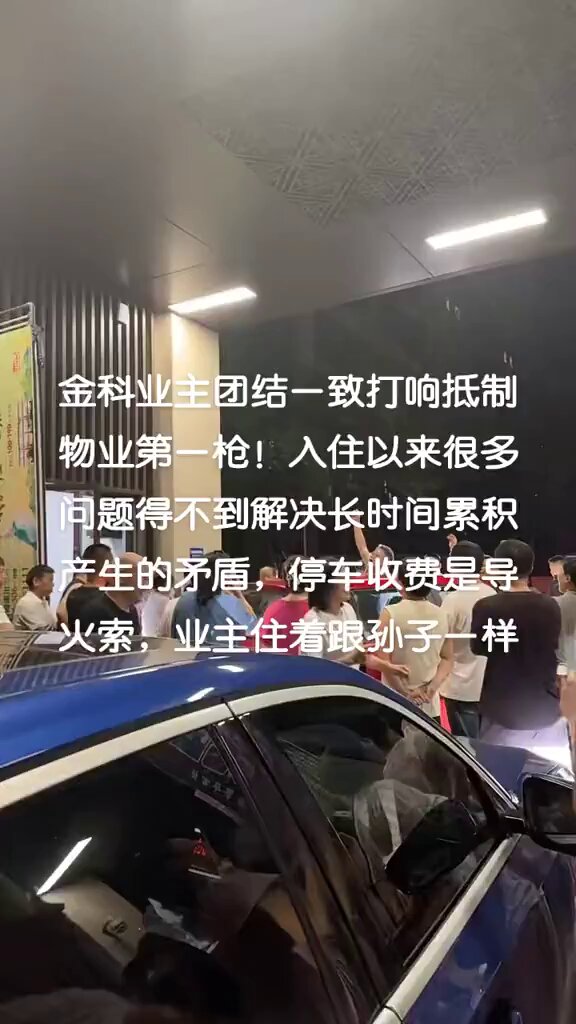 金科业主团结一致打响抵制
物业第一枪！入住以来很多
问题得不到解决长时间累积
产生的矛盾，停车收费是导
火索，业主住着跟孙子一样